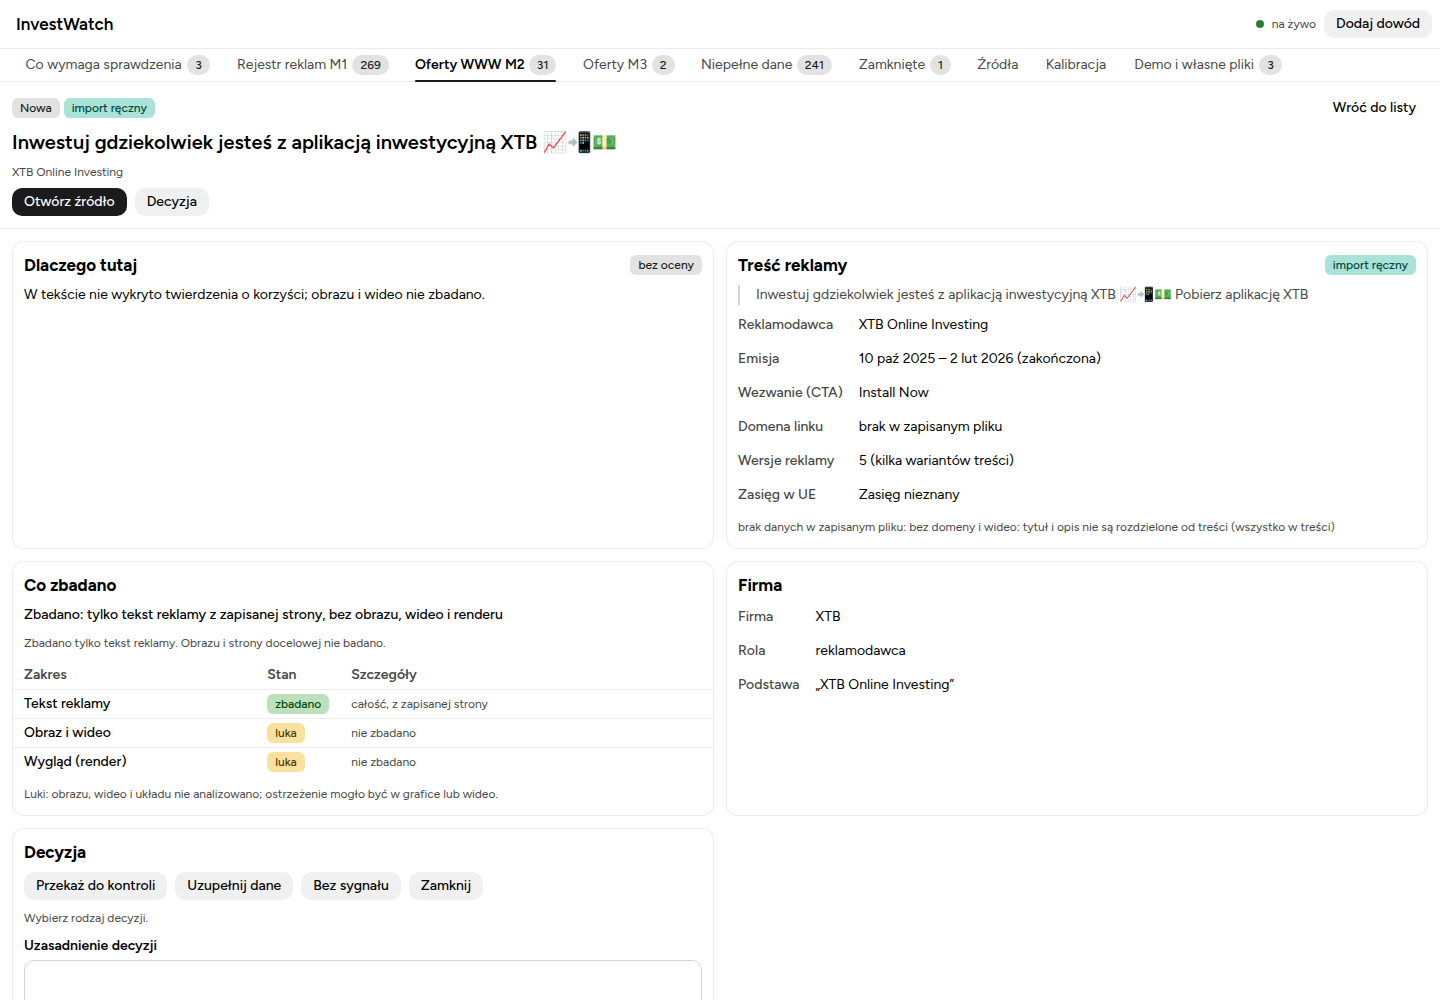 InvestWatch
na żywo
Dodaj dowód
Co wymaga sprawdzenia 3
Rejestr reklam M1 269
Oferty WWW M2 31
Oferty M3 2
Niepełne dane 241
Zamknięte 1
Źródła
Kalibracja
Demo i własne pliki 3
Nowa
import ręczny
Wróć do listy
Inwestuj gdziekolwiek jesteś z aplikacją inwestycyjną XTB 📈📲💵
XTB Online Investing
Otwórz źródło
Decyzja
Dlaczego tutaj
bez oceny
W tekście nie wykryto twierdzenia o korzyści; obrazu i wideo nie zbadano.
Treść reklamy
import ręczny
Inwestuj gdziekolwiek jesteś z aplikacją inwestycyjną XTB 📈📲💵 Pobierz aplikację XTB
Reklamodawca XTB Online Investing
Emisja 10 paź 2025 – 2 lut 2026 (zakończona)
Wezwanie (CTA) Install Now
Domena linku brak w zapisanym pliku
Wersje reklamy 5 (kilka wariantów treści)
Zasięg w UE Zasięg nieznany
brak danych w zapisanym pliku: bez domeny i wideo: tytuł i opis nie są rozdzielone od treści (wszystko w treści)
Co zbadano
Zbadano: tylko tekst reklamy z zapisanej strony, bez obrazu, wideo i renderu
Zbadano tylko tekst reklamy. Obrazu i strony docelowej nie badano.
Zakres Stan Szczegóły
Tekst reklamy zbadano całość, z zapisanej strony
Obraz i wideo luka nie zbadano
Wygląd (render) luka nie zbadano
Luki: obrazu, wideo i układu nie analizowano; ostrzeżenie mogło być w grafice lub wideo.
Firma
Firma XTB
Rola reklamodawca
Podstawa „XTB Online Investing”
Decyzja
Przekaż do kontroli
Uzupełnij dane
Bez sygnału
Zamknij
Wybierz rodzaj decyzji.
Uzasadnienie decyzji